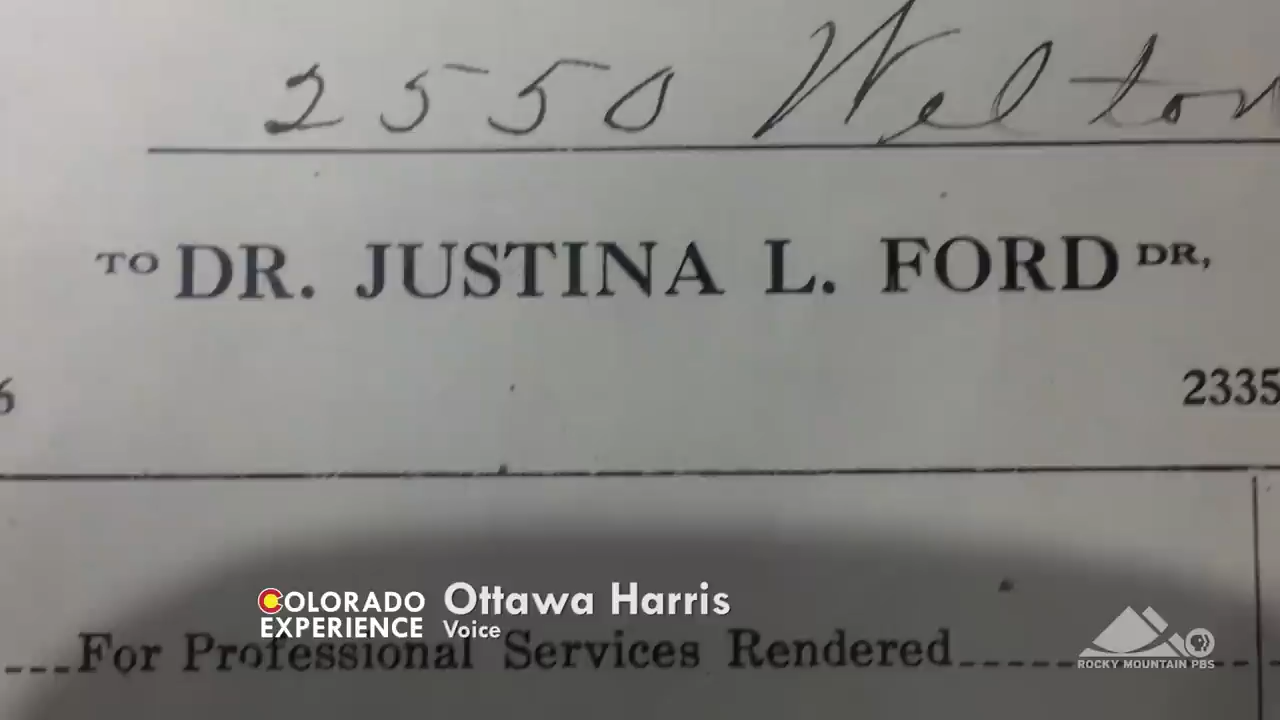 2550 Welton
TO DR. JUSTINA L. FORD DR,
6 2335
COLORADO EXPERIENCE
Ottawa Harris
Voice
For Professional Services Rendered
ROCKY MOUNTAIN PBS